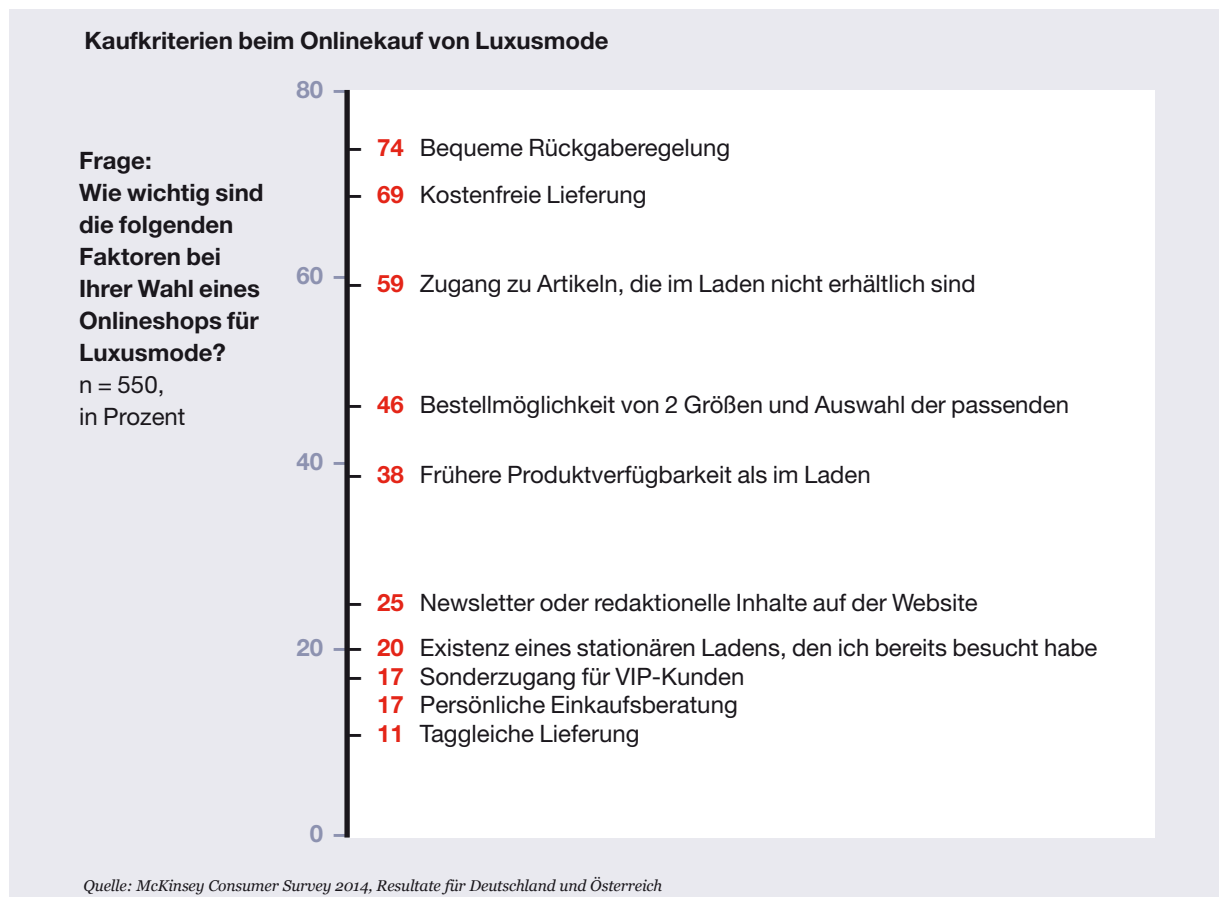 Kaufkriterien beim Onlinekauf von Luxusmode
Frage:
Wie wichtig sind
die folgenden
Faktoren bei
Ihrer Wahl eines
Onlineshops für
Luxusmode?
n = 550,
in Prozent
80
74 Bequeme Rückgaberegelung
69 Kostenfreie Lieferung
60
59 Zugang zu Artikeln, die im Laden nicht erhältlich sind
46 Bestellmöglichkeit von 2 Größen und Auswahl der passenden
40
38 Frühere Produktverfügbarkeit als im Laden
25 Newsletter oder redaktionelle Inhalte auf der Website
20
20 Existenz eines stationären Ladens, den ich bereits besucht habe
17 Sonderzugang für VIP-Kunden
17 Persönliche Einkaufsberatung
11 Taggleiche Lieferung
0
Quelle: McKinsey Consumer Survey 2014, Resultate für Deutschland und Österreich